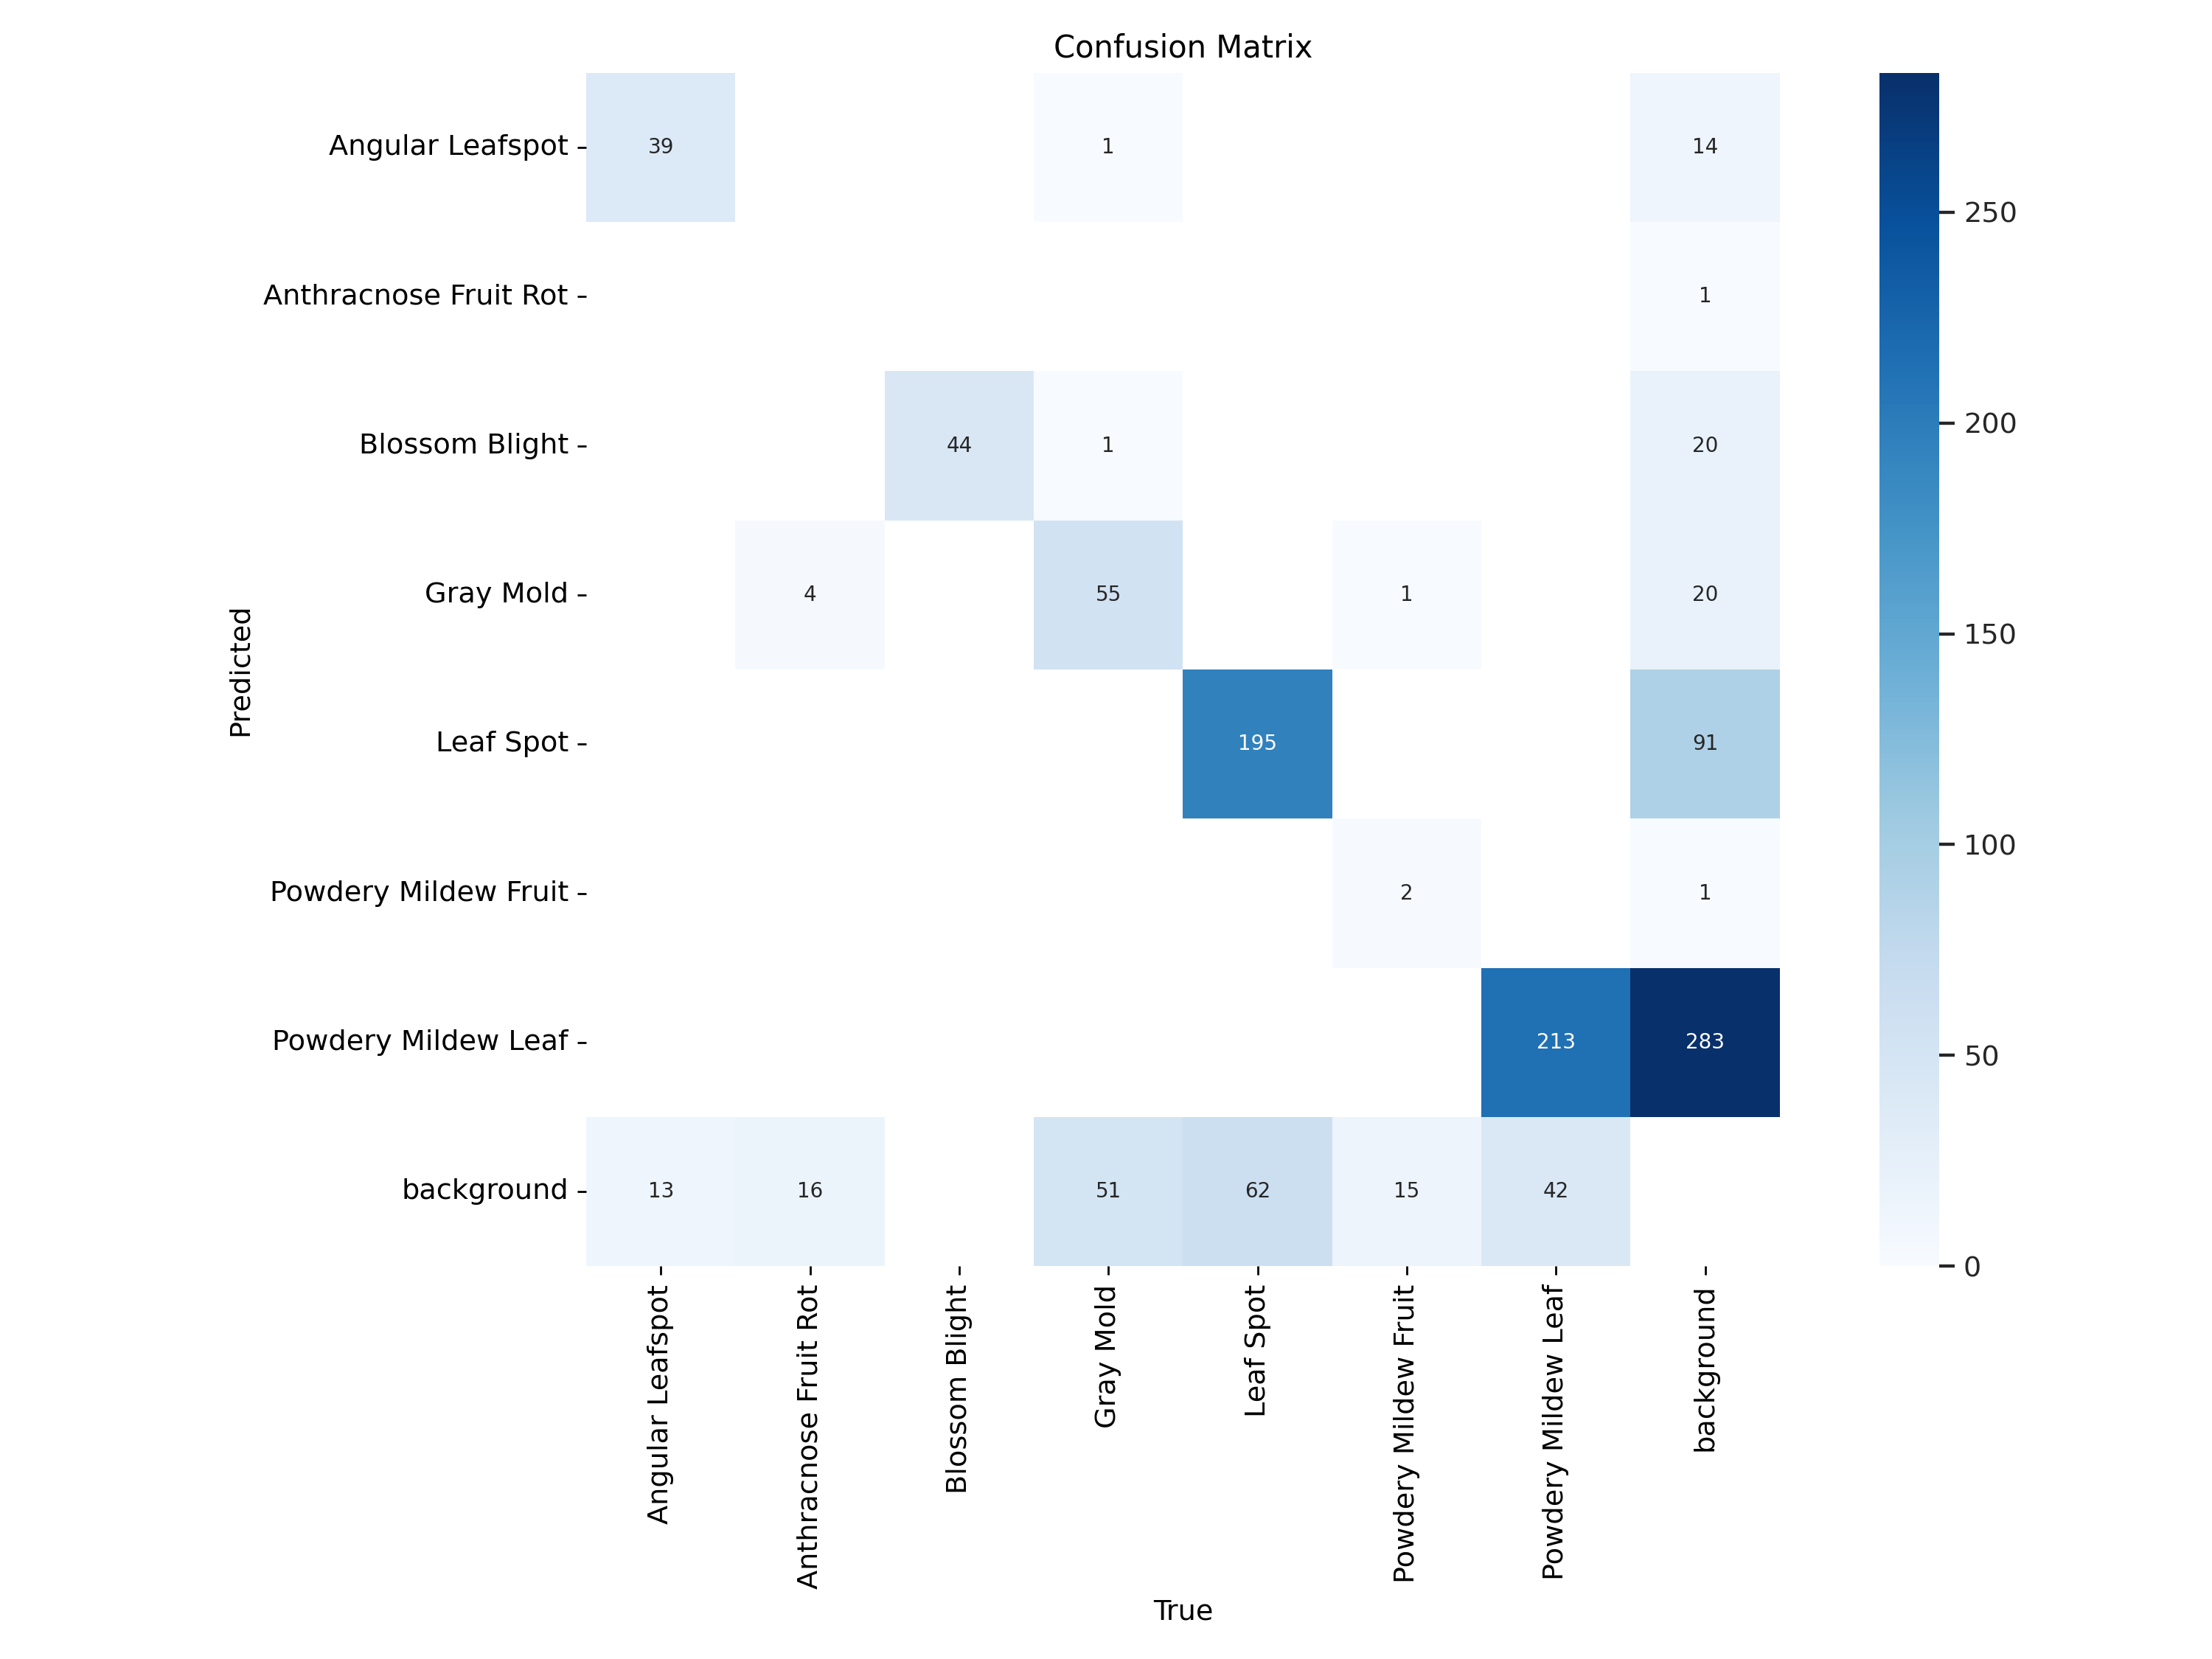 Confusion Matrix
Angular Leafspot 39 1 14
Anthracnose Fruit Rot 1
Blossom Blight 44 1 20
Gray Mold 4 55 1 20
Leaf Spot 195 91
Powdery Mildew Fruit 2 1
Powdery Mildew Leaf 213 283
background 13 16 51 62 15 42
Predicted
Angular Leafspot
Anthracnose Fruit Rot
Blossom Blight
Gray Mold
Leaf Spot
Powdery Mildew Fruit
Powdery Mildew Leaf
background
True
250
200
150
100
50
0